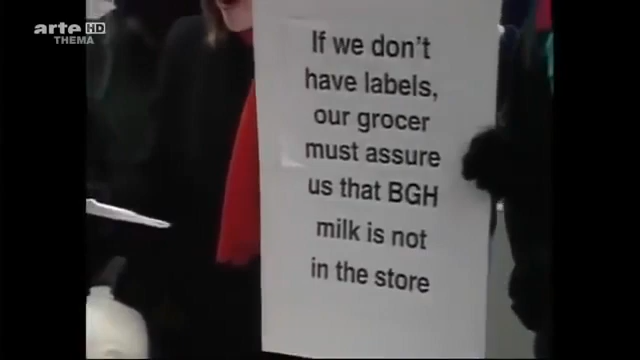 arte HD
THEMA
If we don't
have labels,
our grocer
must assure
us that BGH
milk is not
in the store